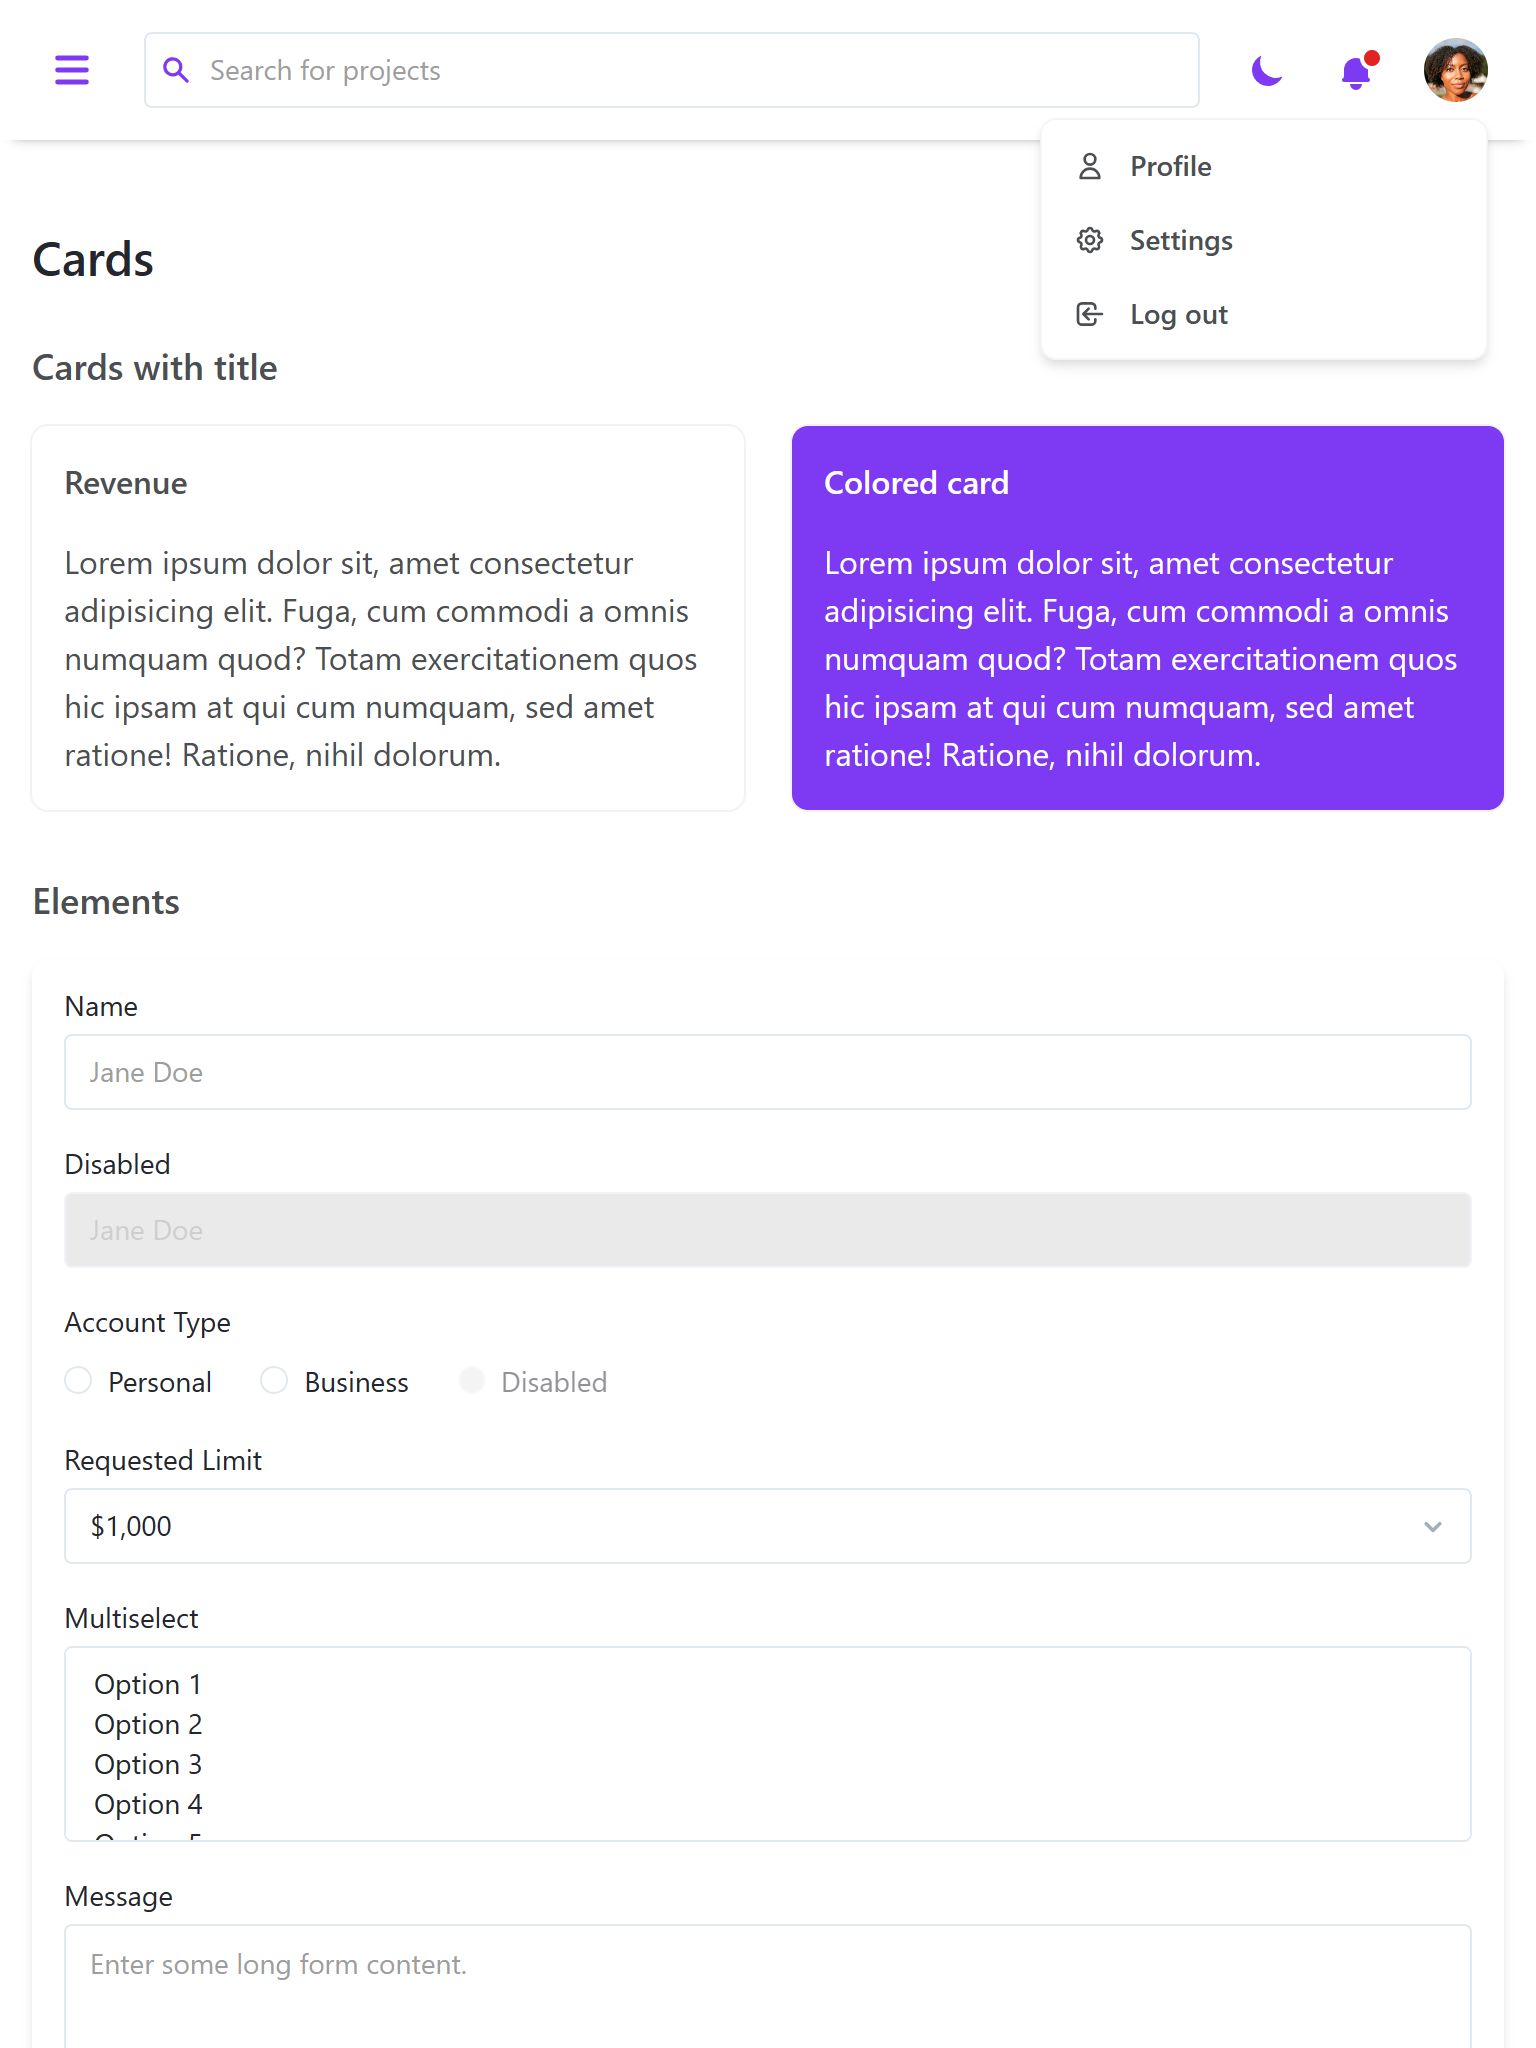 Search for projects
Profile
Settings
Log out
Cards
Cards with title
Revenue
Lorem ipsum dolor sit, amet consectetur
adipisicing elit. Fuga, cum commodi a omnis
numquam quod? Totam exercitationem quos
hic ipsam at qui cum numquam, sed amet
ratione! Ratione, nihil dolorum.
Colored card
Lorem ipsum dolor sit, amet consectetur
adipisicing elit. Fuga, cum commodi a omnis
numquam quod? Totam exercitationem quos
hic ipsam at qui cum numquam, sed amet
ratione! Ratione, nihil dolorum.
Elements
Name
Jane Doe
Disabled
Jane Doe
Account Type
Personal Business Disabled
Requested Limit
$1,000
Multiselect
Option 1
Option 2
Option 3
Option 4
Message
Enter some long form content.